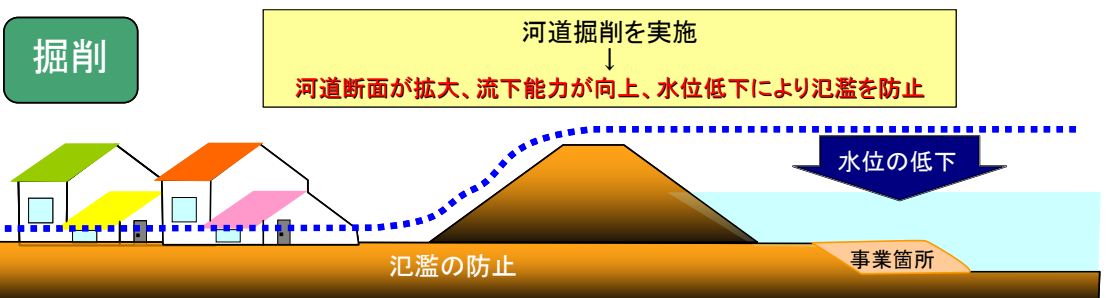 掘削
河道掘削を実施
↓
河道断面が拡大、流下能力が向上、水位低下により氾濫を防止
水位の低下
事業箇所
氾濫の防止